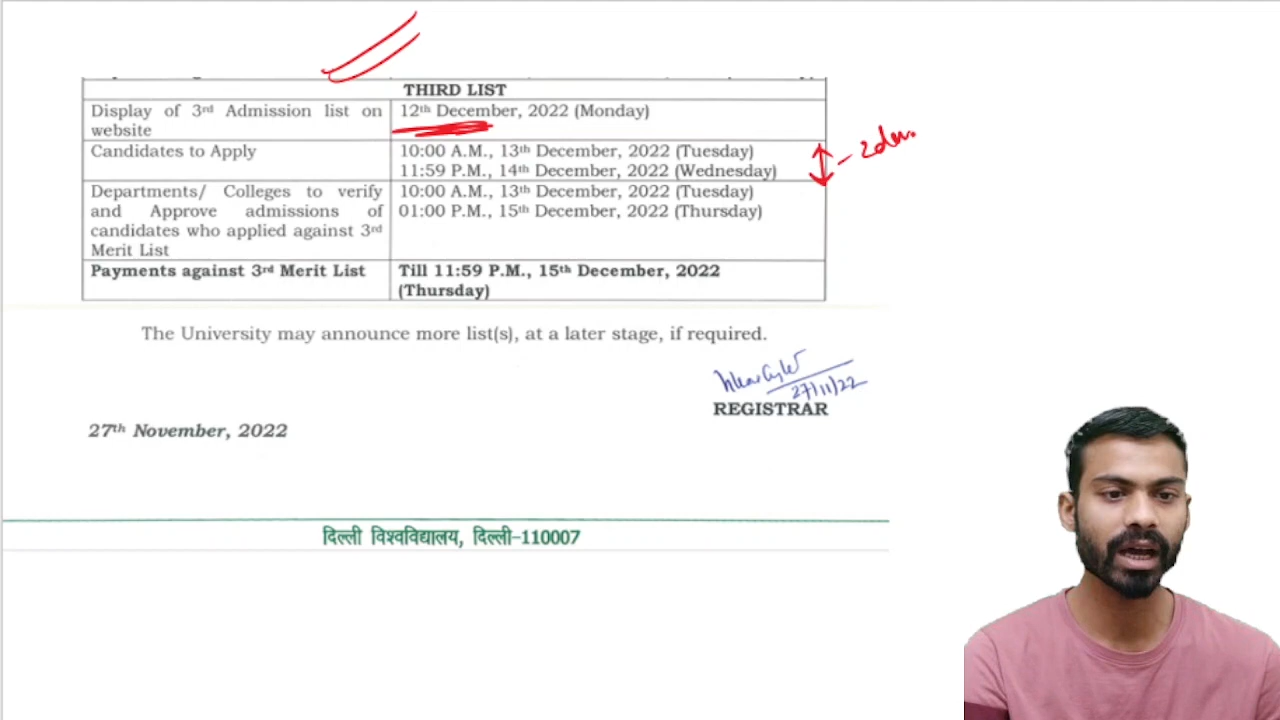 THIRD LIST
Display of 3rd Admission list on website
12th December, 2022 (Monday)
Candidates to Apply
10:00 A.M., 13th December, 2022 (Tuesday)
11:59 P.M., 14th December, 2022 (Wednesday)
Departments/ Colleges to verify
and Approve admissions of
candidates who applied against 3rd
Merit List
10:00 A.M., 13th December, 2022 (Tuesday)
01:00 P.M., 15th December, 2022 (Thursday)
Payments against 3rd Merit List
Till 11:59 P.M., 15th December, 2022
(Thursday)
The University may announce more list(s), at a later stage, if required.
27/11/22
REGISTRAR
27th November, 2022
दिल्ली विश्वविद्यालय, दिल्ली-110007